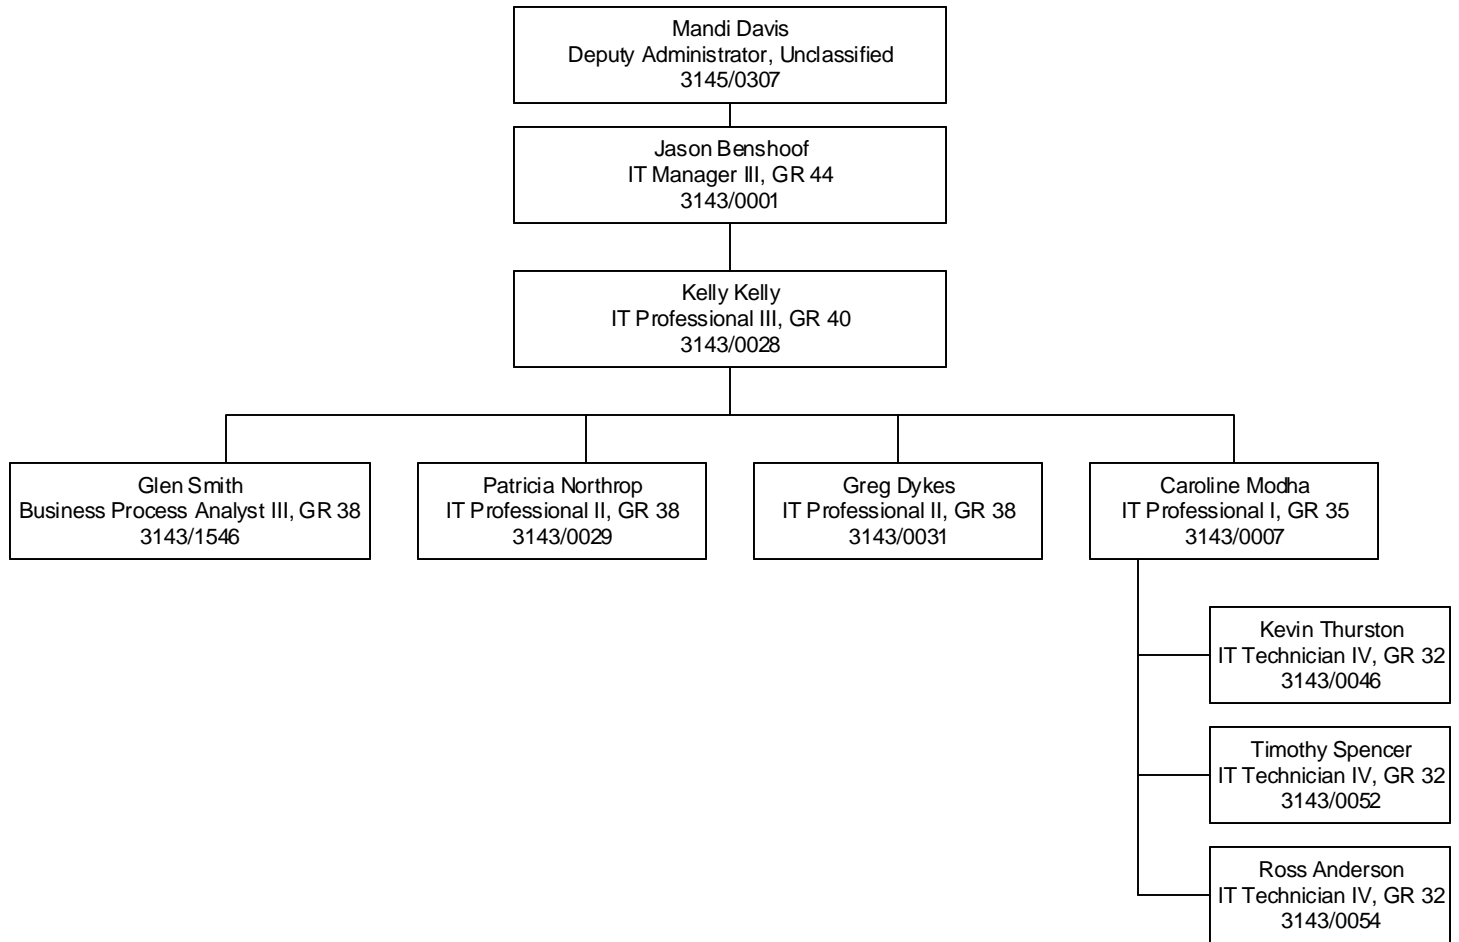 Mandi Davis
Deputy Administrator, Unclassified
3145/0307
Jason Benshoof
IT Manager III, GR 44
3143/0001
Kelly Kelly
IT Professional III, GR 40
3143/0028
Glen Smith
Business Process Analyst III, GR 38
3143/1546
Patricia Northrop
IT Professional II, GR 38
3143/0029
Greg Dykes
IT Professional II, GR 38
3143/0031
Caroline Modha
IT Professional I, GR 35
3143/0007
Kevin Thurston
IT Technician IV, GR 32
3143/0046
Timothy Spencer
IT Technician IV, GR 32
3143/0052
Ross Anderson
IT Technician IV, GR 32
3143/0054